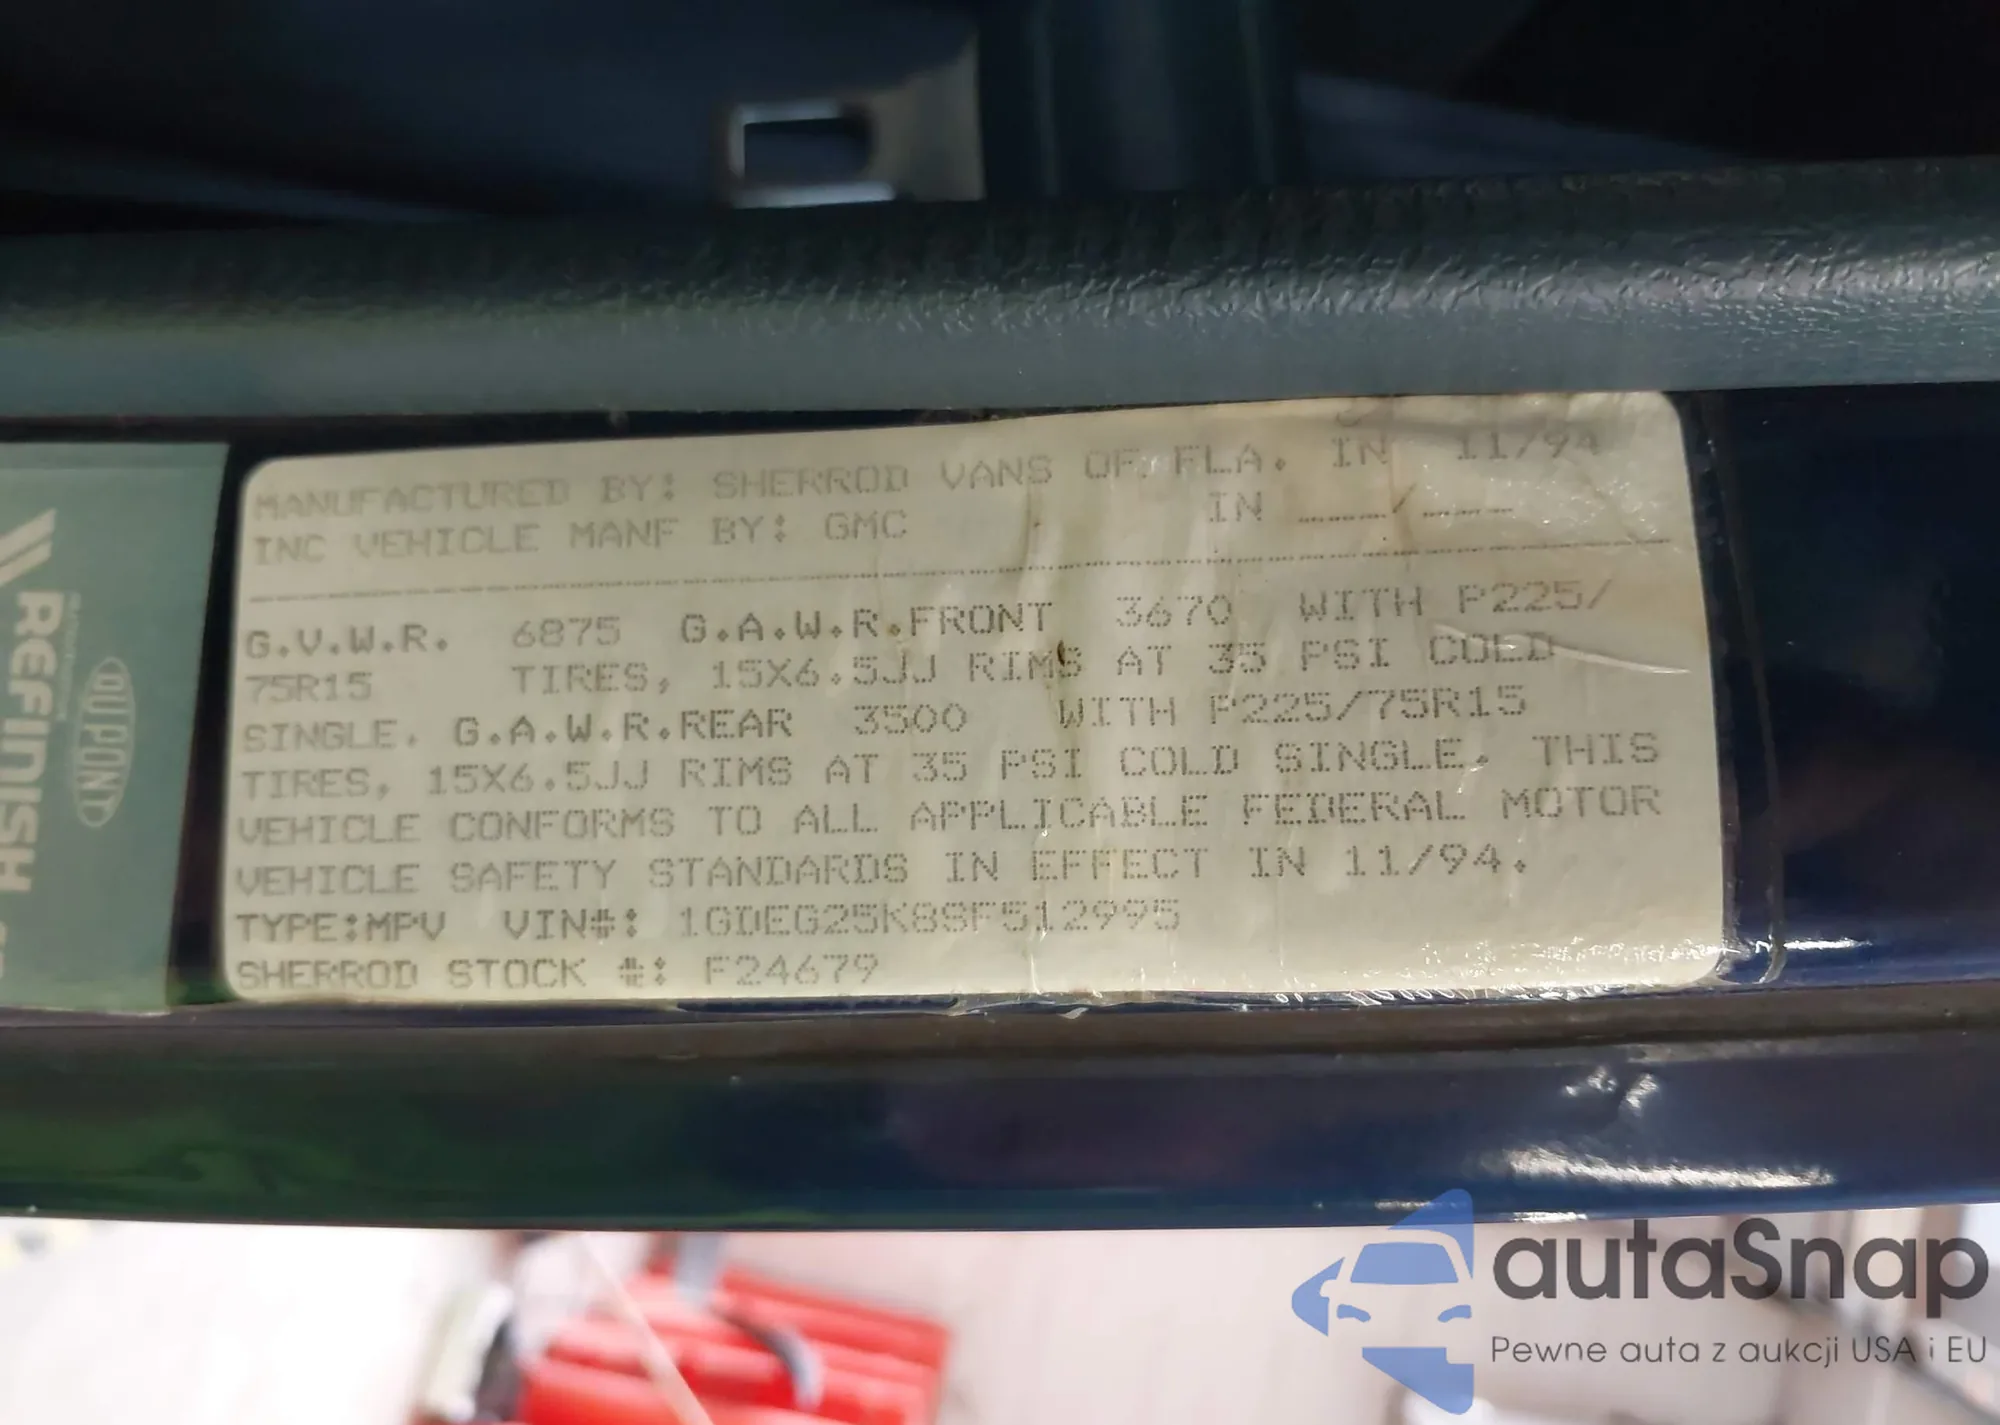 MANUFACTURED BY: SHERROD VANS OF FLA. IN 11/94
INC VEHICLE MANF BY: GMC IN ____/____
G.V.W.R. 6875 G.A.W.R.FRONT 3670 WITH P225/
75R15 TIRES, 15X6.5JJ RIMS AT 35 PSI COLD
SINGLE. G.A.W.R.REAR 3500 WITH P225/75R15
TIRES, 15X6.5JJ RIMS AT 35 PSI COLD SINGLE. THIS
VEHICLE CONFORMS TO ALL APPLICABLE FEDERAL MOTOR
VEHICLE SAFETY STANDARDS IN EFFECT IN 11/94.
TYPE:MPV VIN#: 1GDEG25K8SF512995
SHERROD STOCK #: F24679
REFINISH
DUPONT
autaSnap
Pewne auta z aukcji USA i EU